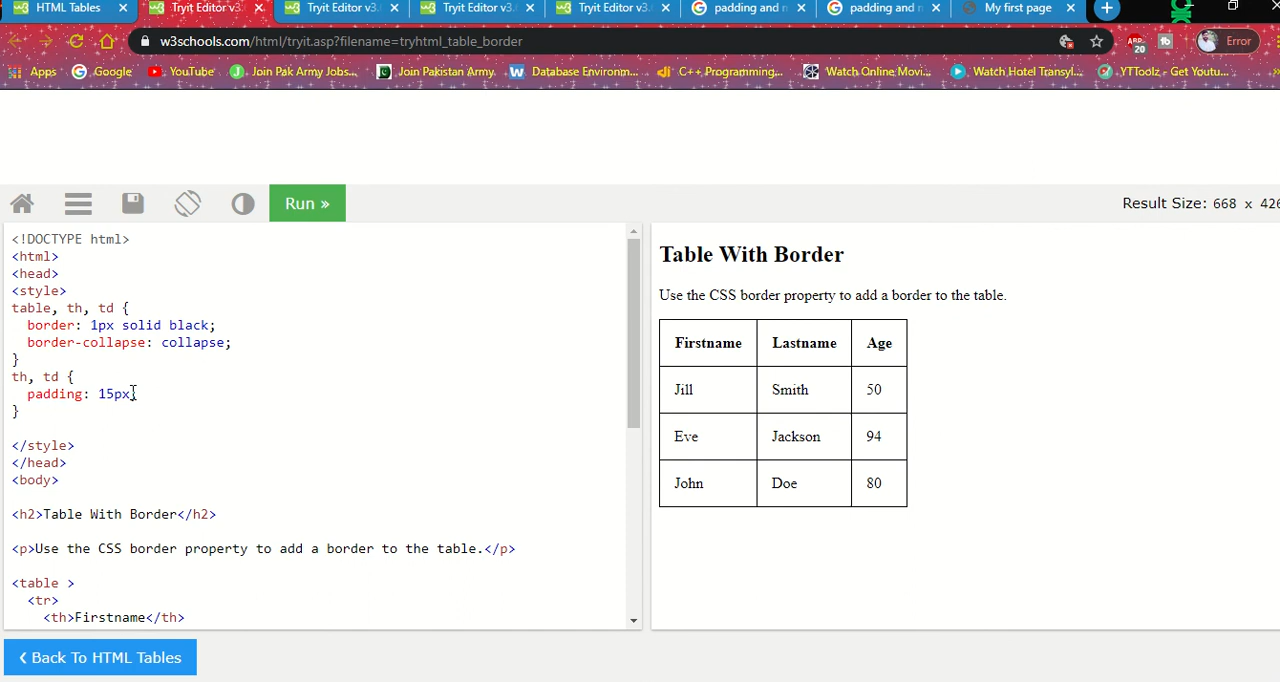 HTML Tables
Tryit Editor v3.
Tryit Editor v3.
Tryit Editor v3.
Tryit Editor v3.
padding and
padding and
My first page
w3schools.com/html/tryit.asp?filename=tryhtml_table_border
ABP
20
fb
Error
Apps
Google
YouTube
Join Pak Army Jobs...
Join Pakistan Army.
W Database Environm...
C++ Programming...
Watch Online Movi...
Watch Hotel Transyl...
YTToolz - Get Youtu...
Run »
Result Size: 668 x 426
<!DOCTYPE html>
<html>
<head>
<style>
table, th, td {
border: 1px solid black;
border-collapse: collapse;
}
th, td {
padding: 15px;
}
</style>
</head>
<body>
<h2>Table With Border</h2>
<p>Use the CSS border property to add a border to the table.</p>
<table >
<tr>
<th>Firstname</th>
Table With Border
Use the CSS border property to add a border to the table.
Firstname Lastname Age
Jill Smith 50
Eve Jackson 94
John Doe 80
❮ Back To HTML Tables